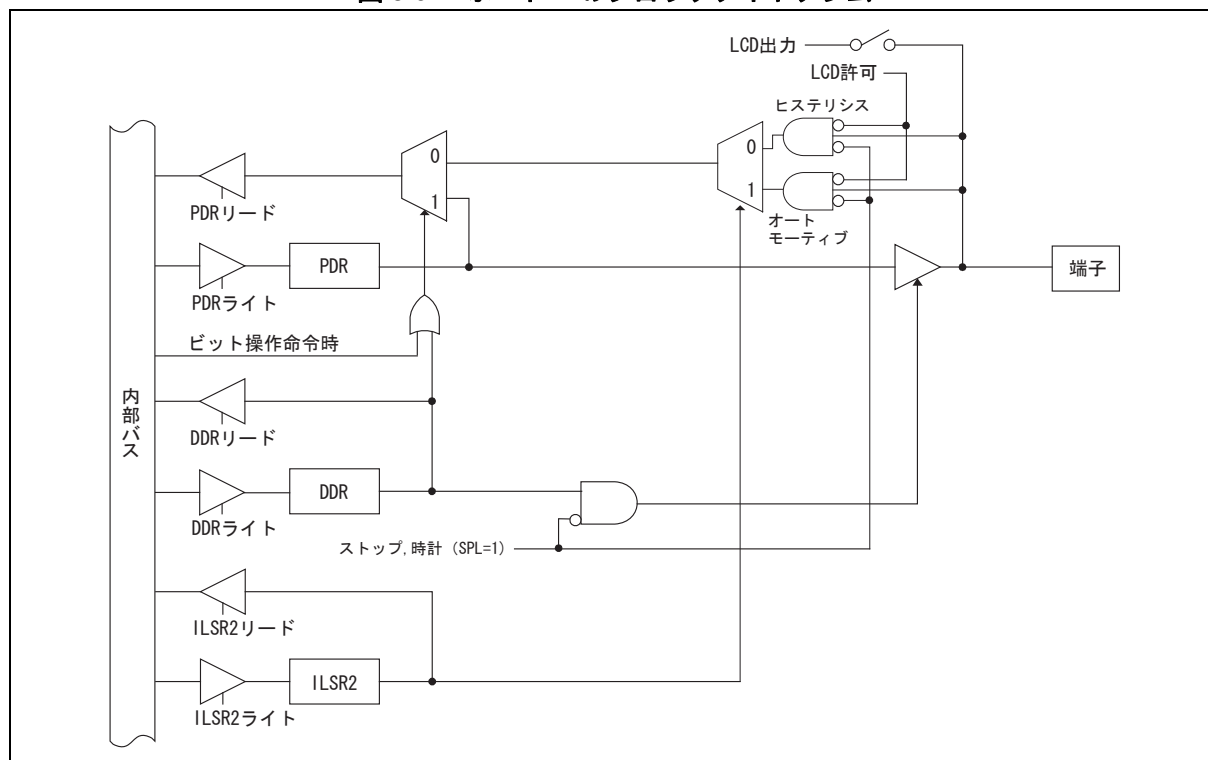 LCD出力
LCD許可
ヒステリシス
0
0
1
1
オート
モーティブ
PDRリード
PDR
端子
PDRライト
ビット操作命令時
内部バス
DDRリード
DDR
DDRライト
ストップ,時計 (SPL=1)
ILSR2リード
ILSR2
ILSR2ライト